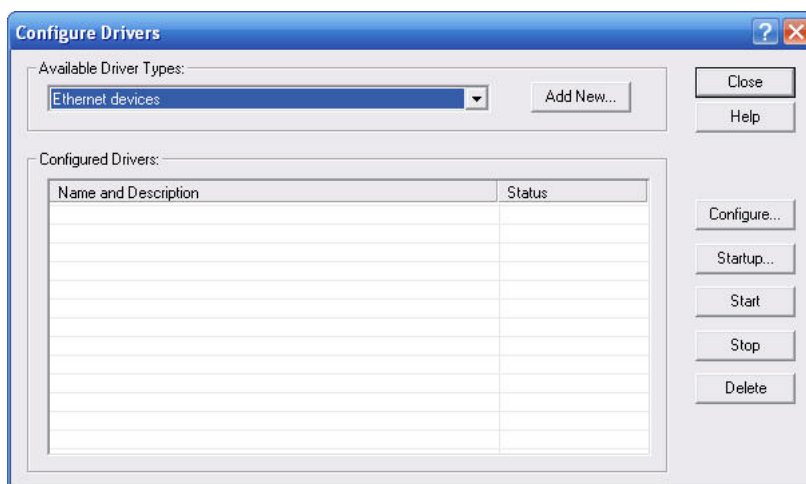 Configure Drivers
Available Driver Types:
Ethernet devices
Add New...
Close
Help
Configured Drivers:
Name and Description Status
Configure...
Startup...
Start
Stop
Delete